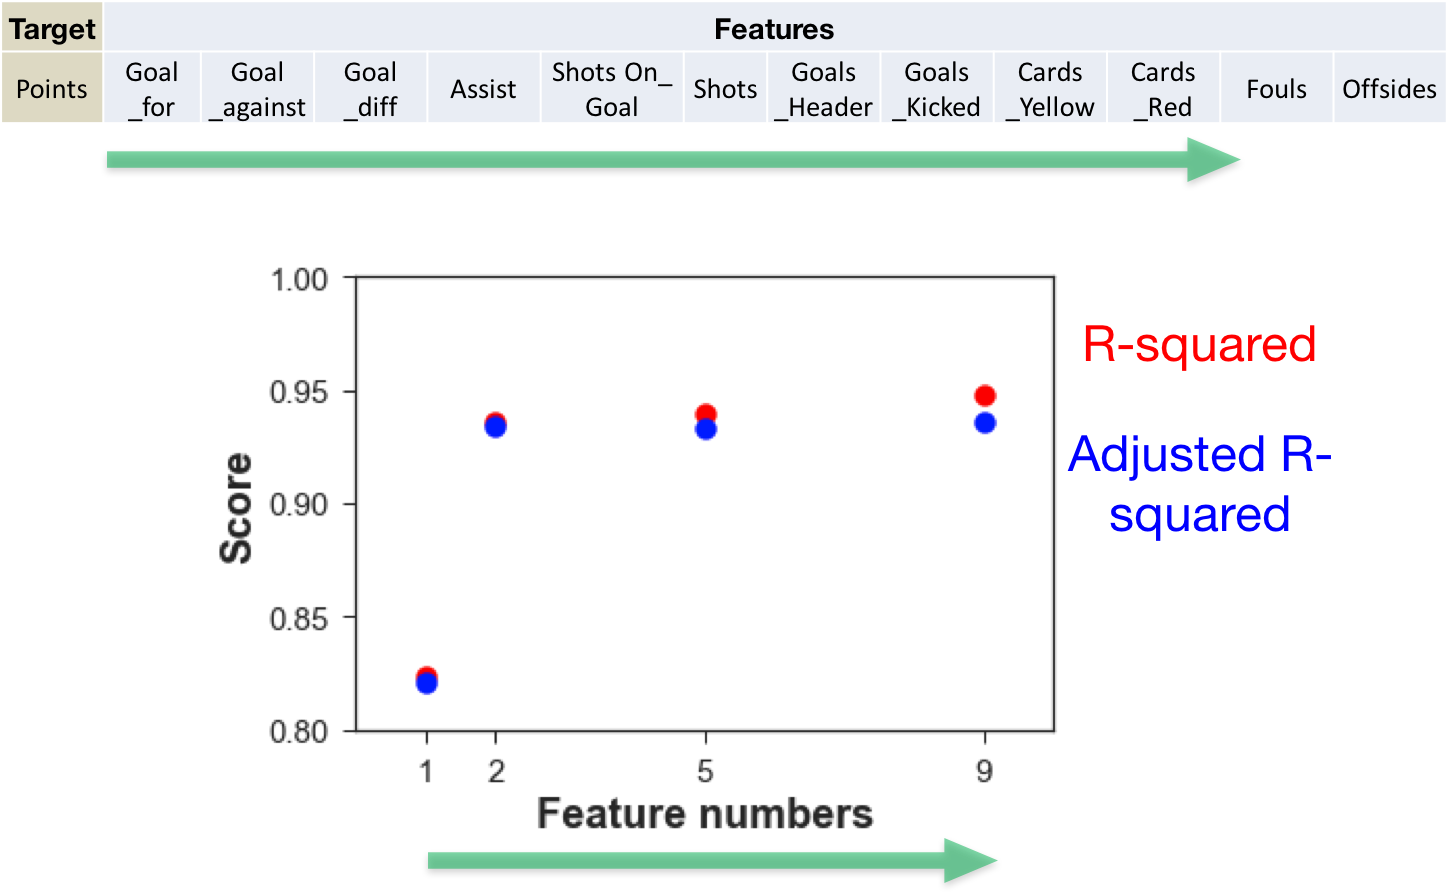 Target Features
Points Goal _for Goal _against Goal _diff Assist Shots On_ Goal Shots Goals _Header Goals _Kicked Cards _Yellow Cards _Red Fouls Offsides
1.00
0.95
0.90
0.85
0.80
Score
1 2 5 9
Feature numbers
R-squared
Adjusted R-
squared